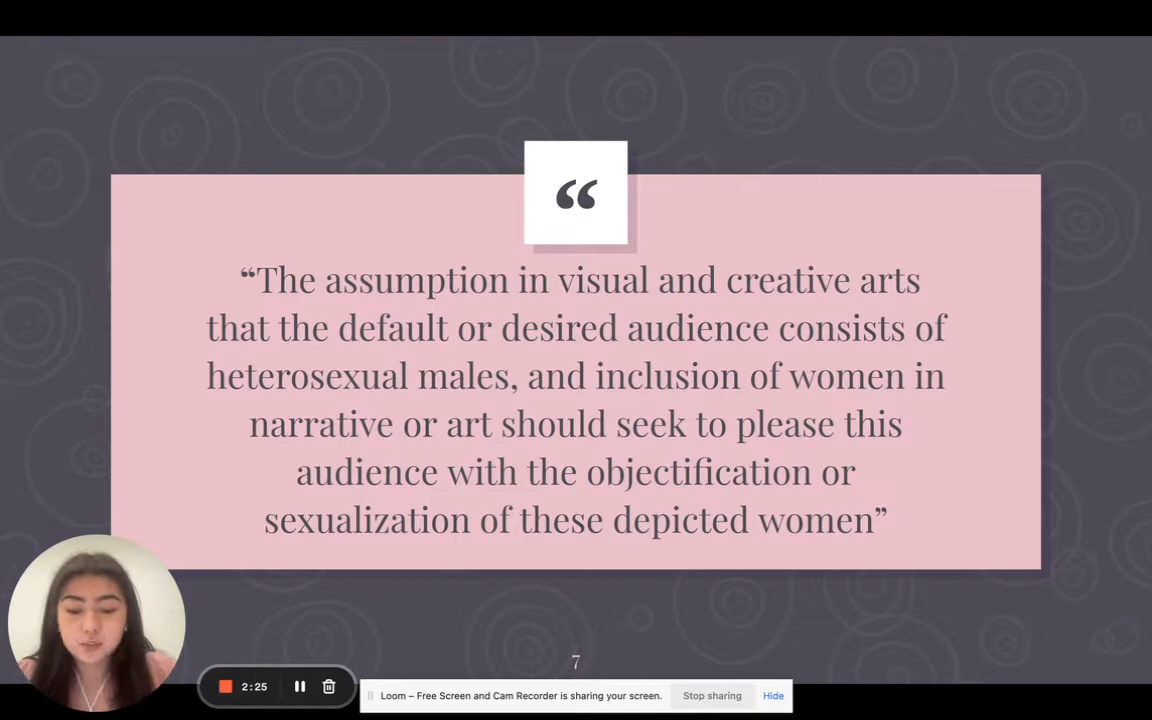 “
“The assumption in visual and creative arts
that the default or desired audience consists of
heterosexual males, and inclusion of women in
narrative or art should seek to please this
audience with the objectification or
sexualization of these depicted women”
7
2:25
Loom – Free Screen and Cam Recorder is sharing your screen. Stop sharing Hide